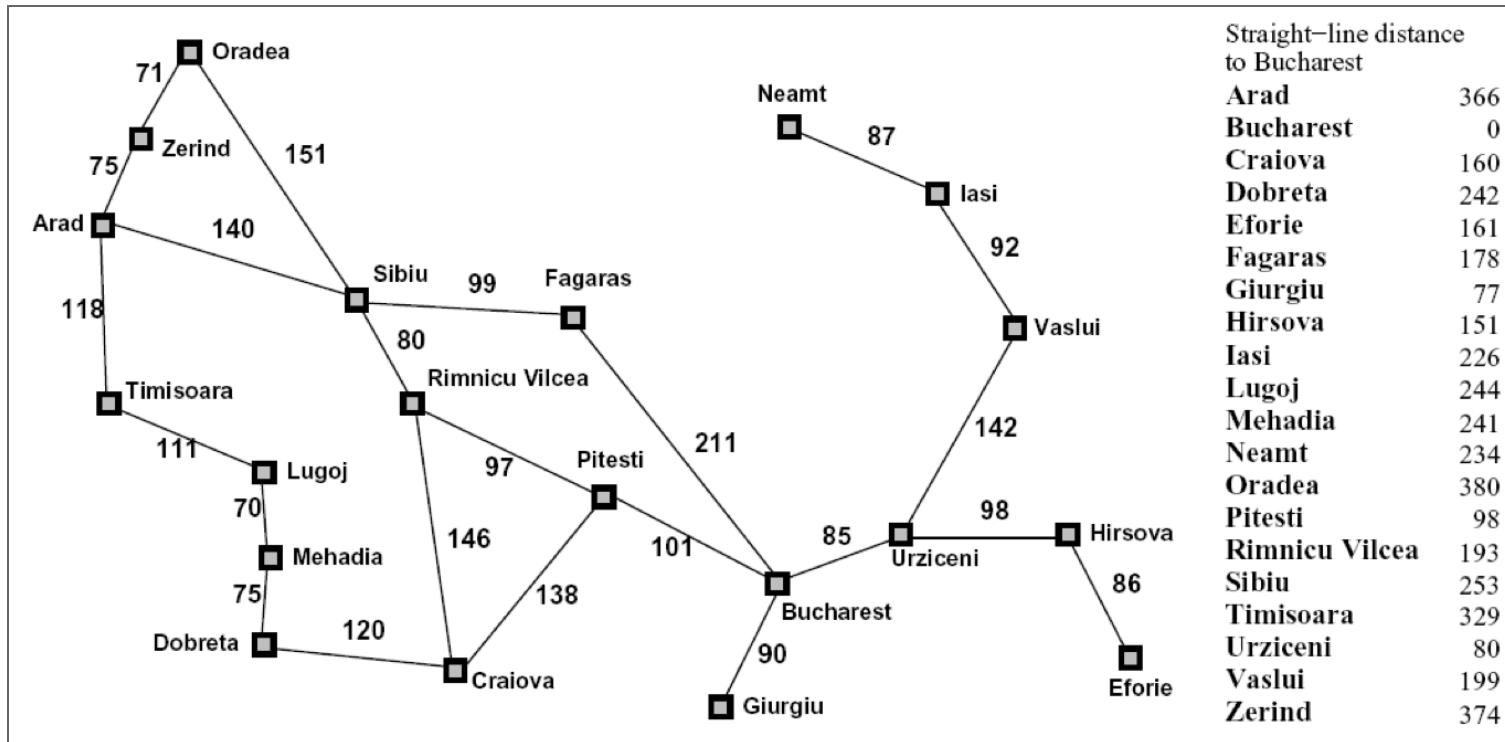 Oradea
71
Neamt
87
Zerind
151
75
Iasi
Arad
140
92
Sibiu
99
Fagaras
118
80
Vaslui
Rimnicu Vilcea
Timisoara
211
142
111
Lugoj
97
Pitesti
70
98
Hirsova
146
101
85
Urziceni
Mehadia
86
75
138
Bucharest
Dobreta
120
90
Craiova
Giurgiu
Eforie
Straight−line distance
to Bucharest
Arad 366
Bucharest 0
Craiova 160
Dobreta 242
Eforie 161
Fagaras 178
Giurgiu 77
Hirsova 151
Iasi 226
Lugoj 244
Mehadia 241
Neamt 234
Oradea 380
Pitesti 98
Rimnicu Vilcea 193
Sibiu 253
Timisoara 329
Urziceni 80
Vaslui 199
Zerind 374